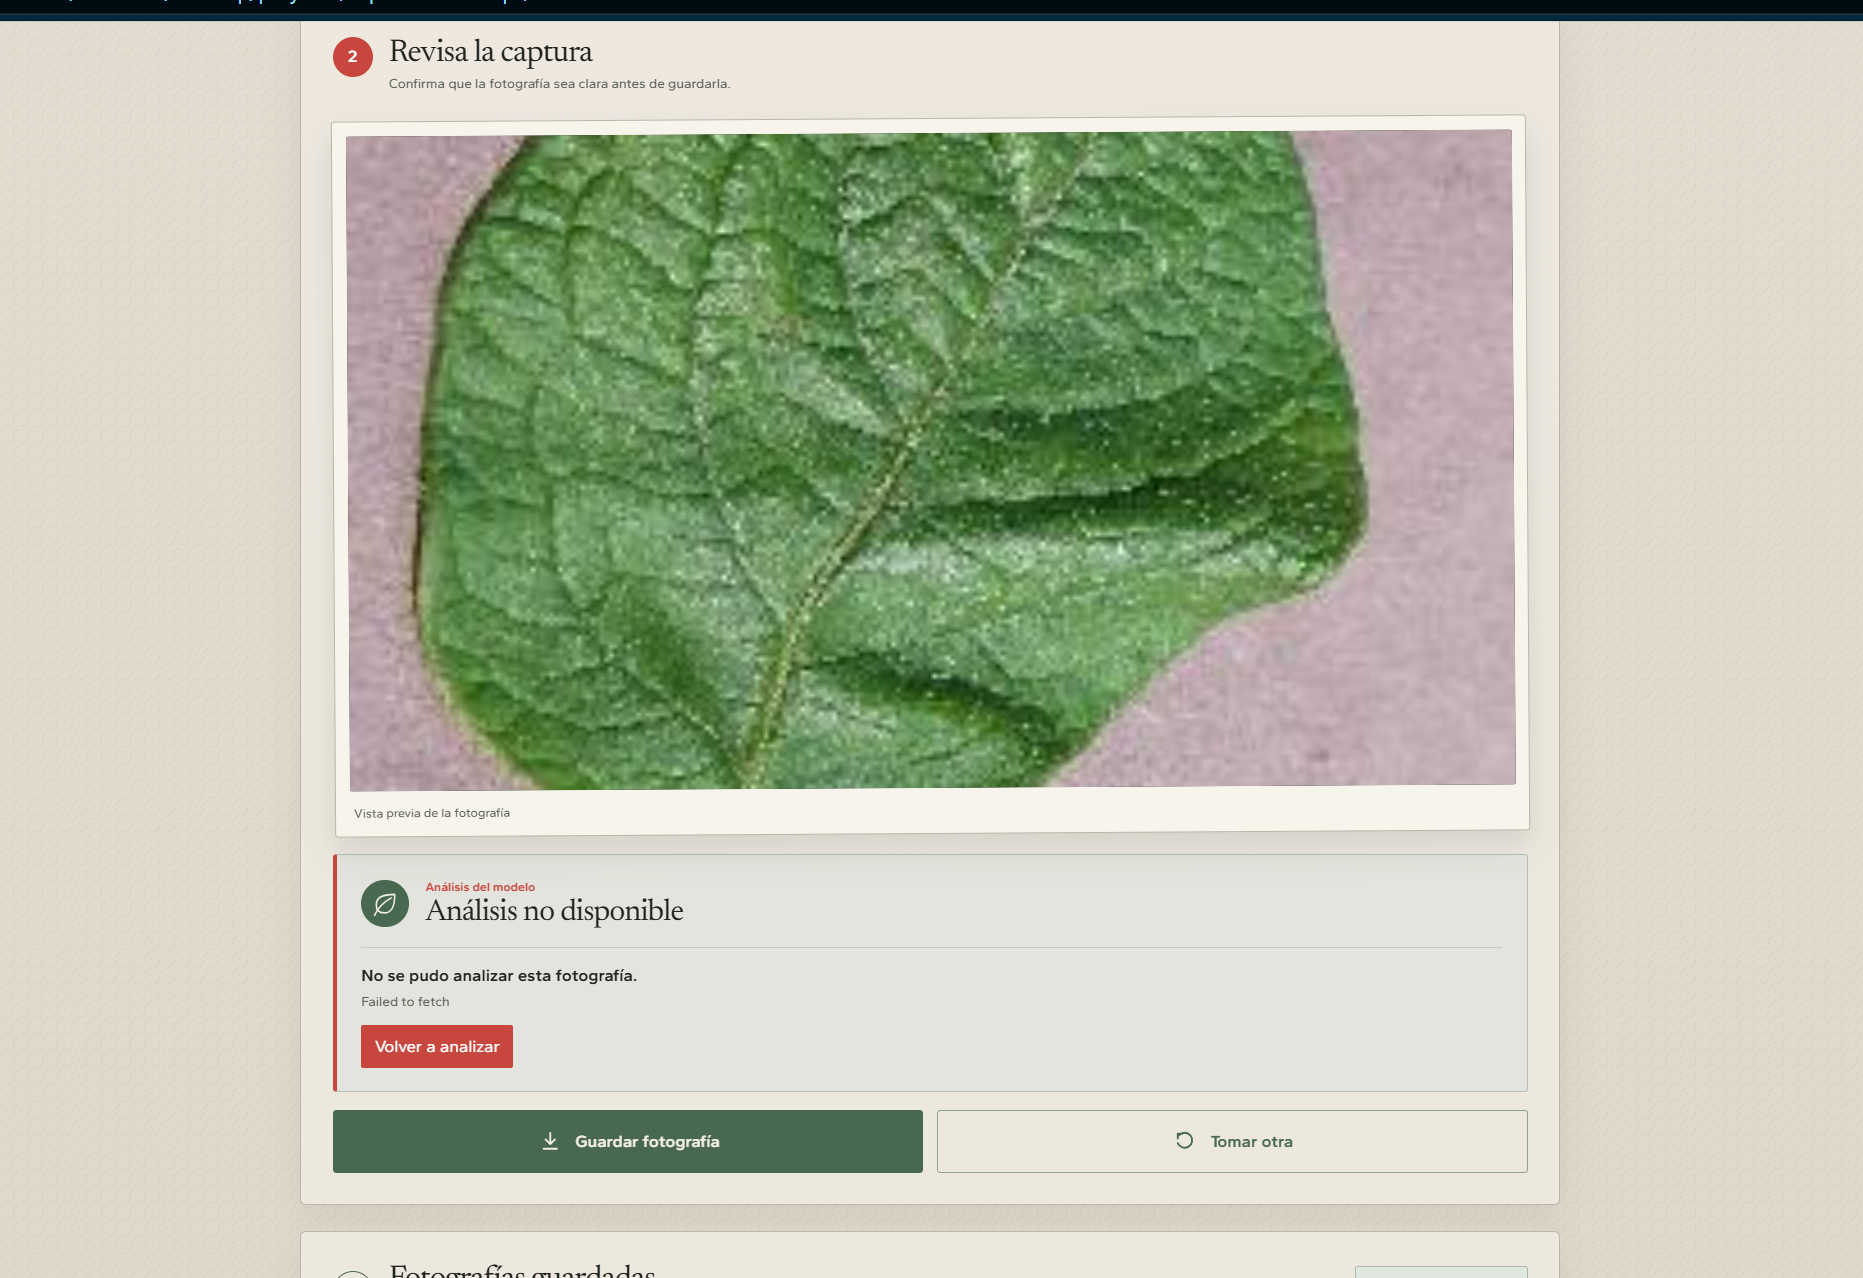 2
Revisa la captura
Confirma que la fotografía sea clara antes de guardarla.
Vista previa de la fotografía
Análisis del modelo
Análisis no disponible
No se pudo analizar esta fotografía.
Failed to fetch
Volver a analizar
Guardar fotografía
Tomar otra
Fotografías guardadas